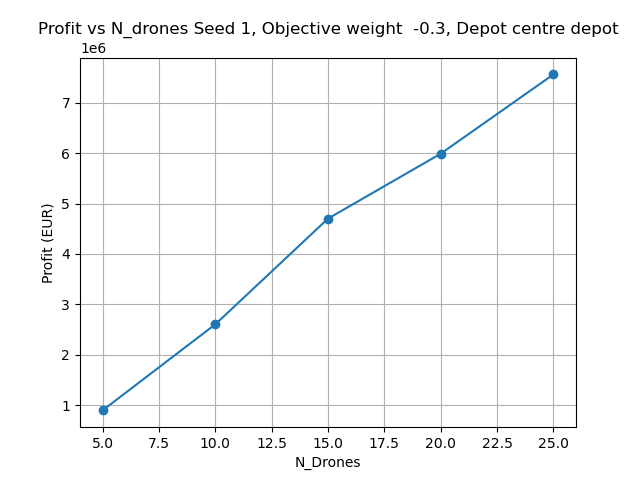 Profit vs N_drones Seed 1, Objective weight  -0.3, Depot centre depot
1e6
7
6
5
4
3
2
1
Profit (EUR)
5.0 7.5 10.0 12.5 15.0 17.5 20.0 22.5 25.0
N_Drones